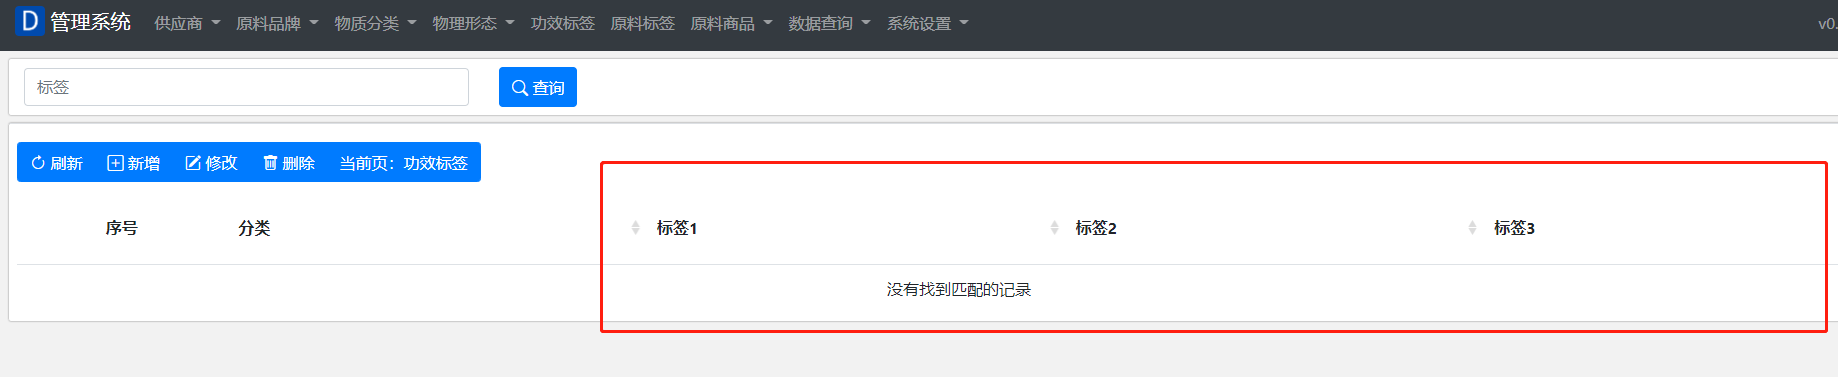 D 管理系统 供应商 原料品牌 物质分类 物理形态 功效标签 原料标签 原料商品 数据查询 系统设置 v0.
标签 查询
刷新 新增 修改 删除 当前页：功效标签
序号 分类 标签1 标签2 标签3
没有找到匹配的记录